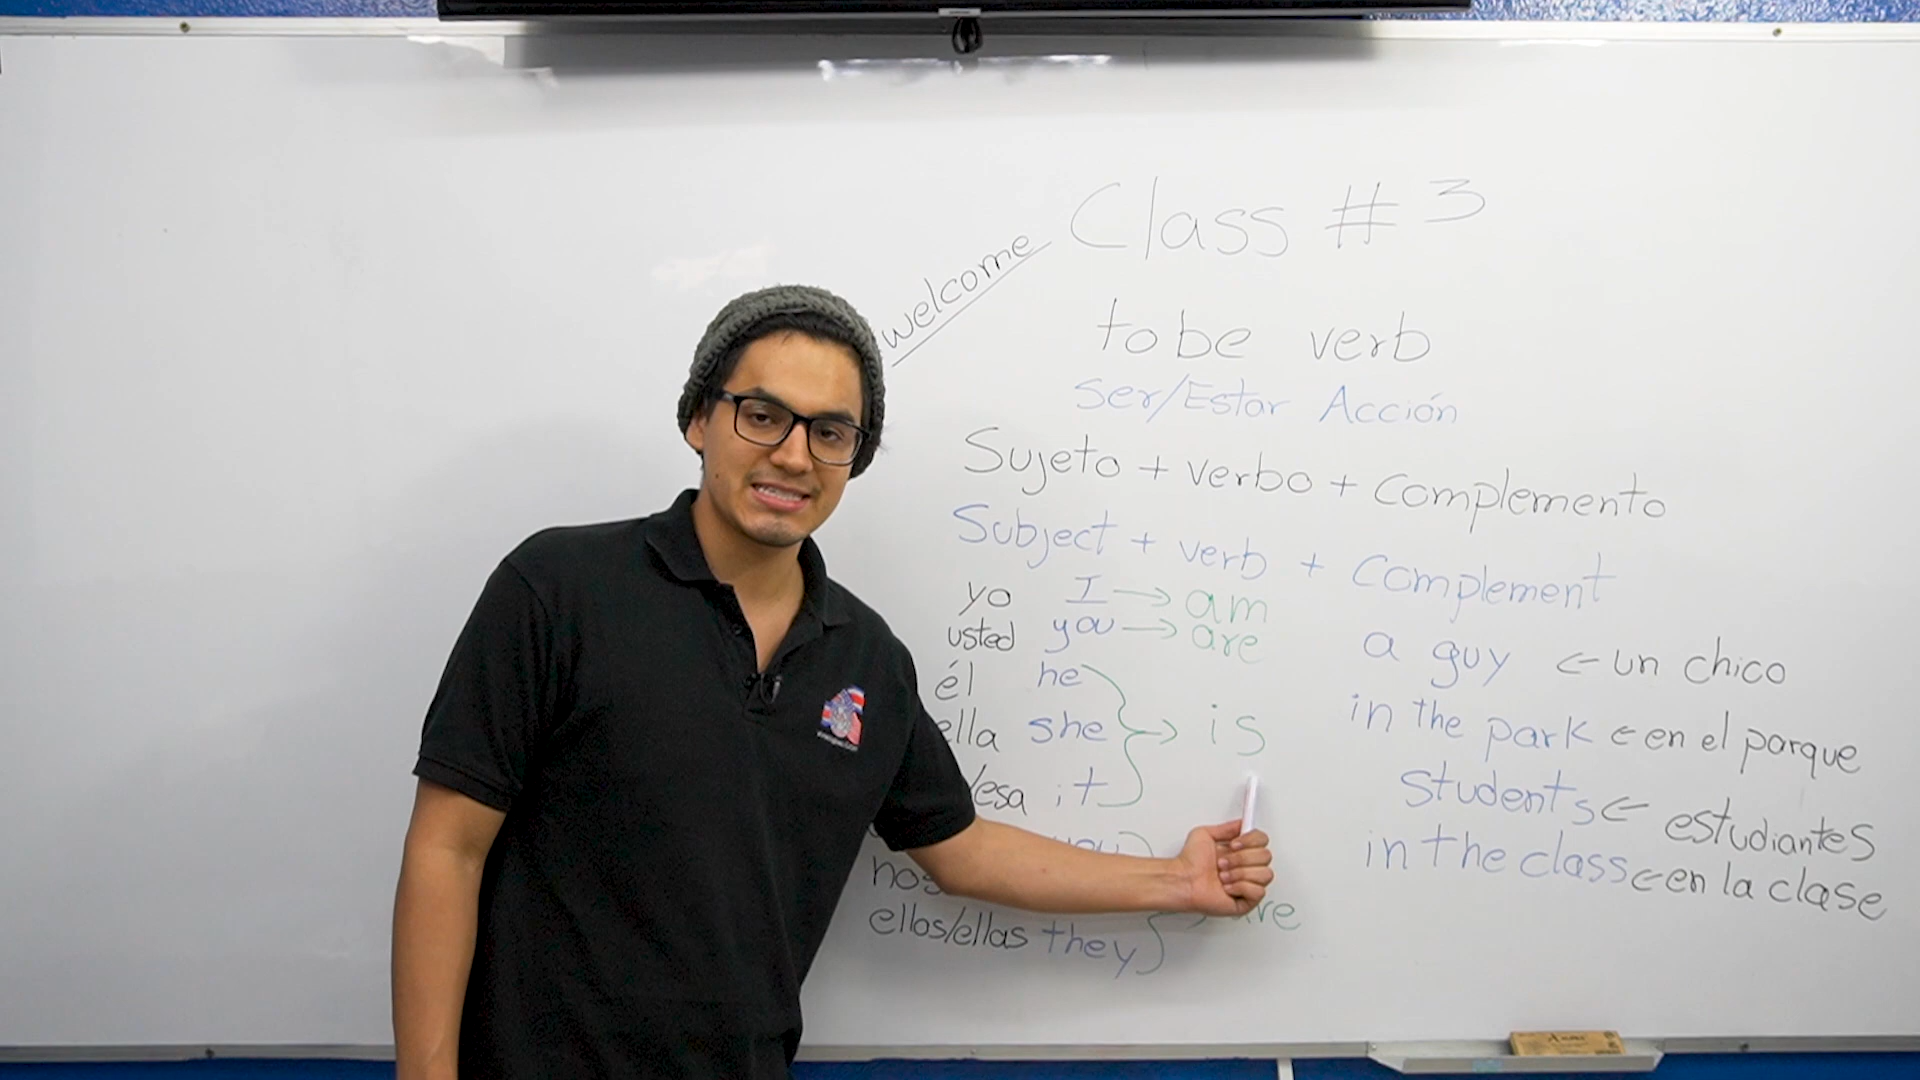 welcome
Class # 3
to be verb
Ser/Estar Acción
Sujeto + verbo + complemento
Subject + verb + Complement
yo I → am
usted you → are
él he
ella she → is
/esa it
you
nos
ellos/ellas they → are
a guy ← un chico
in the park ← en el parque
students ← estudiantes
in the class ← en la clase